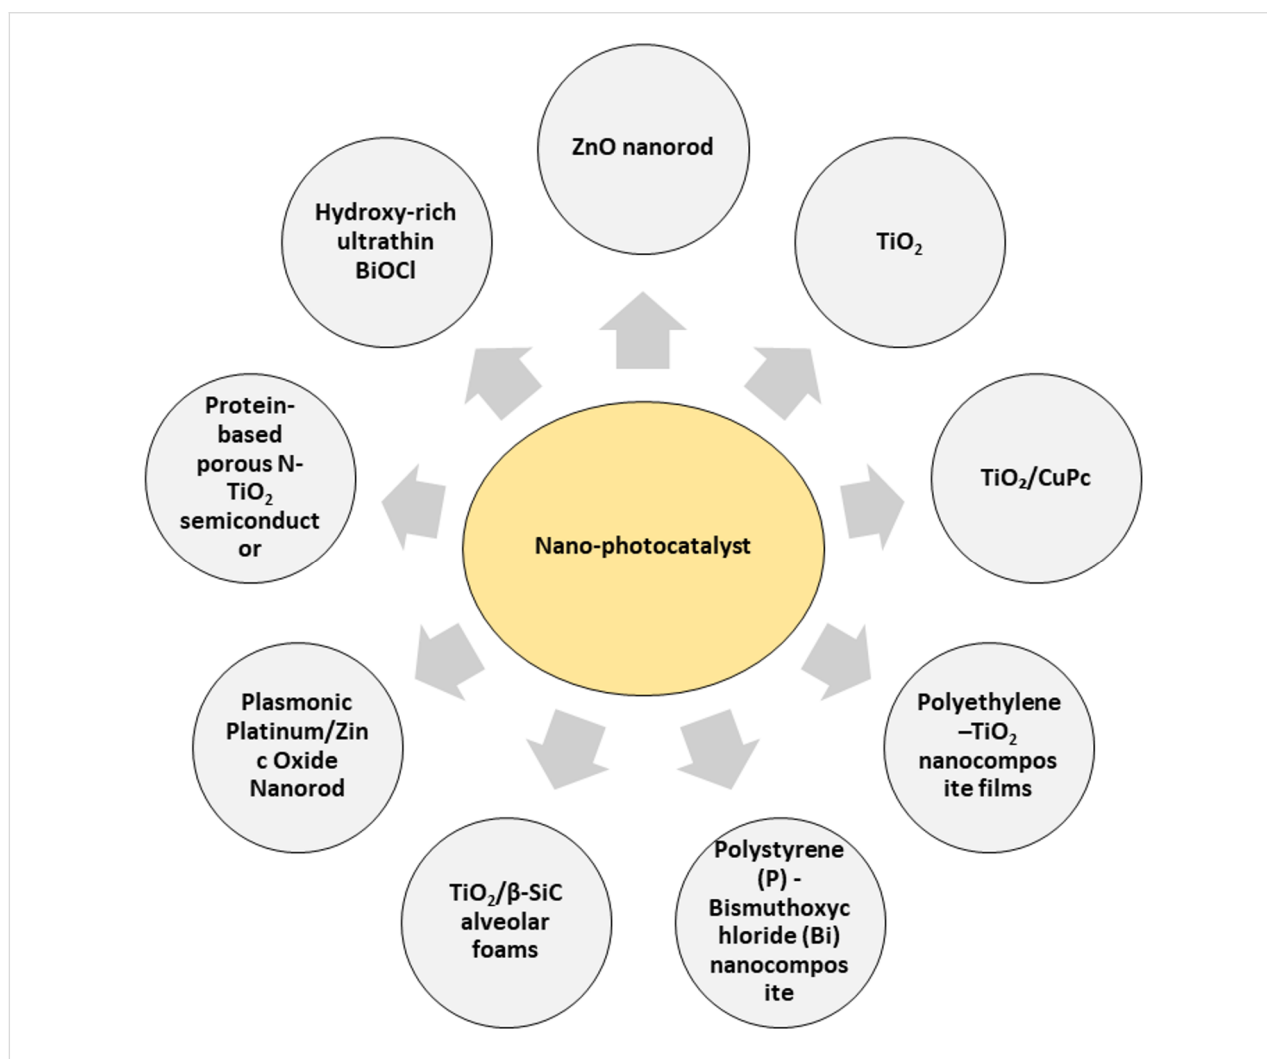 ZnO nanorod
TiO₂
TiO₂/CuPc
Polyethylene
–TiO₂
nanocompos
ite films
Polystyrene
(P) -
Bismuthoxyc
hloride (Bi)
nanocompos
ite
TiO₂/β-SiC
alveolar
foams
Plasmonic
Platinum/Zin
c Oxide
Nanorod
Protein-
based
porous N-
TiO₂
semiconduct
or
Hydroxy-rich
ultrathin
BiOCl
Nano-photocatalyst